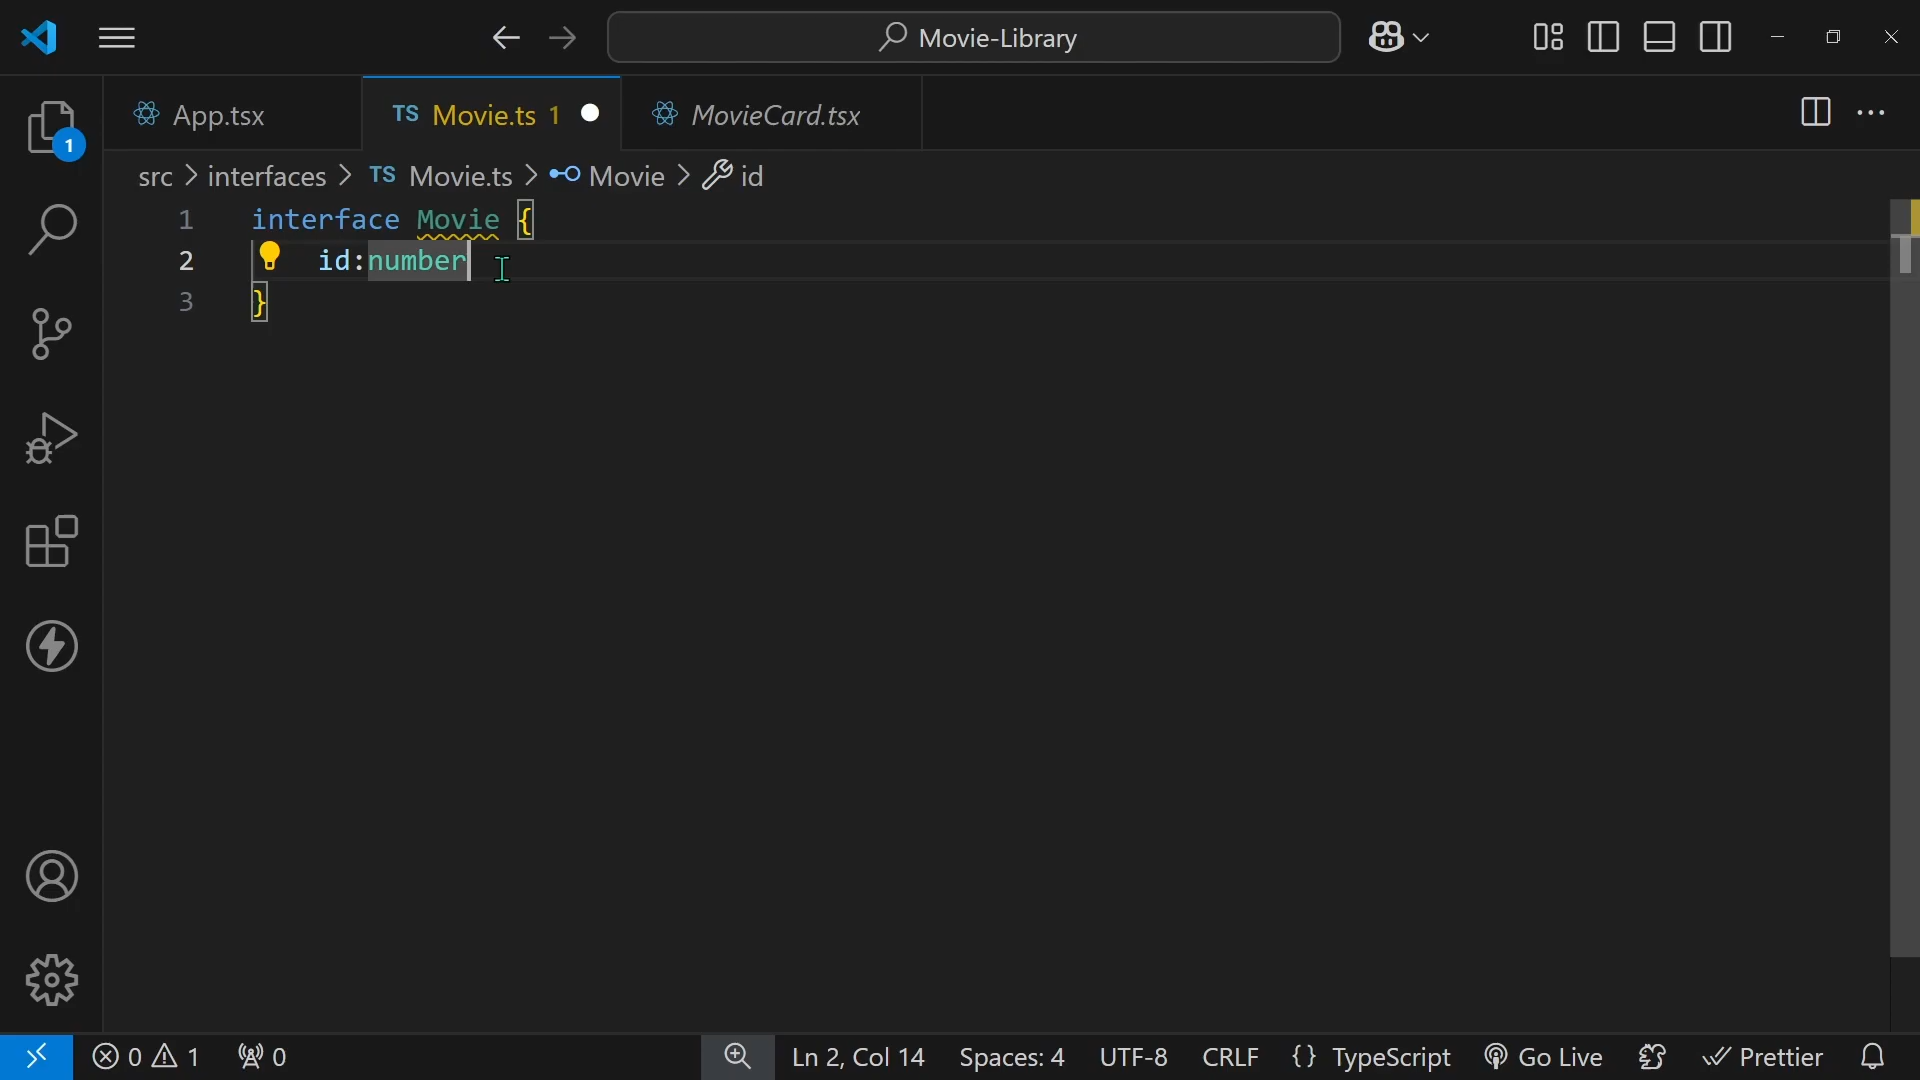 Movie-Library
1
App.tsx
TS Movie.ts 1
MovieCard.tsx
src > interfaces > TS Movie.ts > Movie > id
1 interface Movie {
2 id:number
3 }
0 1 0
Ln 2, Col 14
Spaces: 4
UTF-8
CRLF
{ } TypeScript
Go Live
Prettier